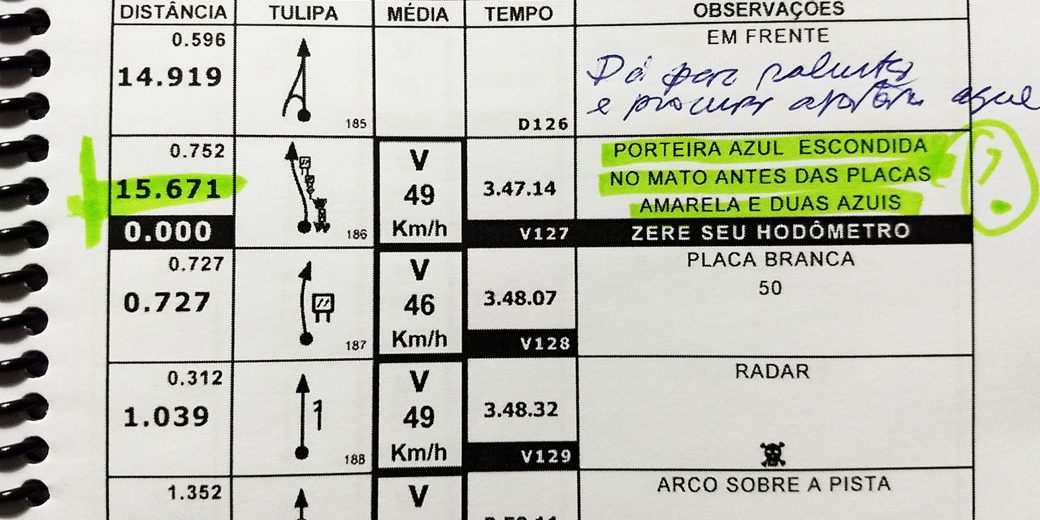 DISTÂNCIA TULIPA MÉDIA TEMPO OBSERVAÇÕES
0.596 EM FRENTE
14.919
Dá para
e procurar
185 D126
0.752 V PORTEIRA AZUL ESCONDIDA
15.671 49 3.47.14 NO MATO ANTES DAS PLACAS
AMARELA E DUAS AZUIS
0.000 186 Km/h V127 ZERE SEU HODÔMETRO
0.727 V PLACA BRANCA
0.727 46 3.48.07 50
187 Km/h V128
0.312 V RADAR
1.039 49 3.48.32
188 Km/h V129
1.352 V ARCO SOBRE A PISTA